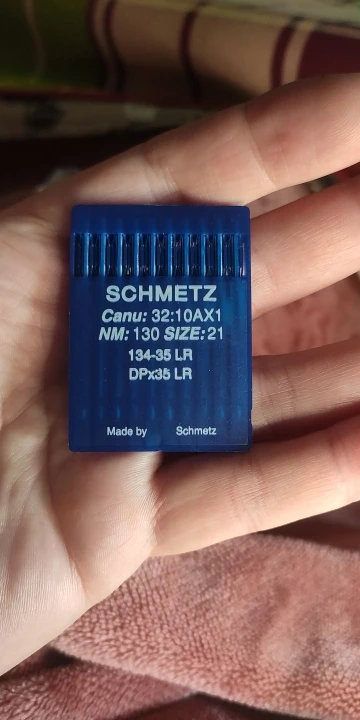 SCHMETZ
Canu: 32:10AX1
NM: 130 SIZE: 21
134-35 LR
DPx35 LR
Made by Schmetz